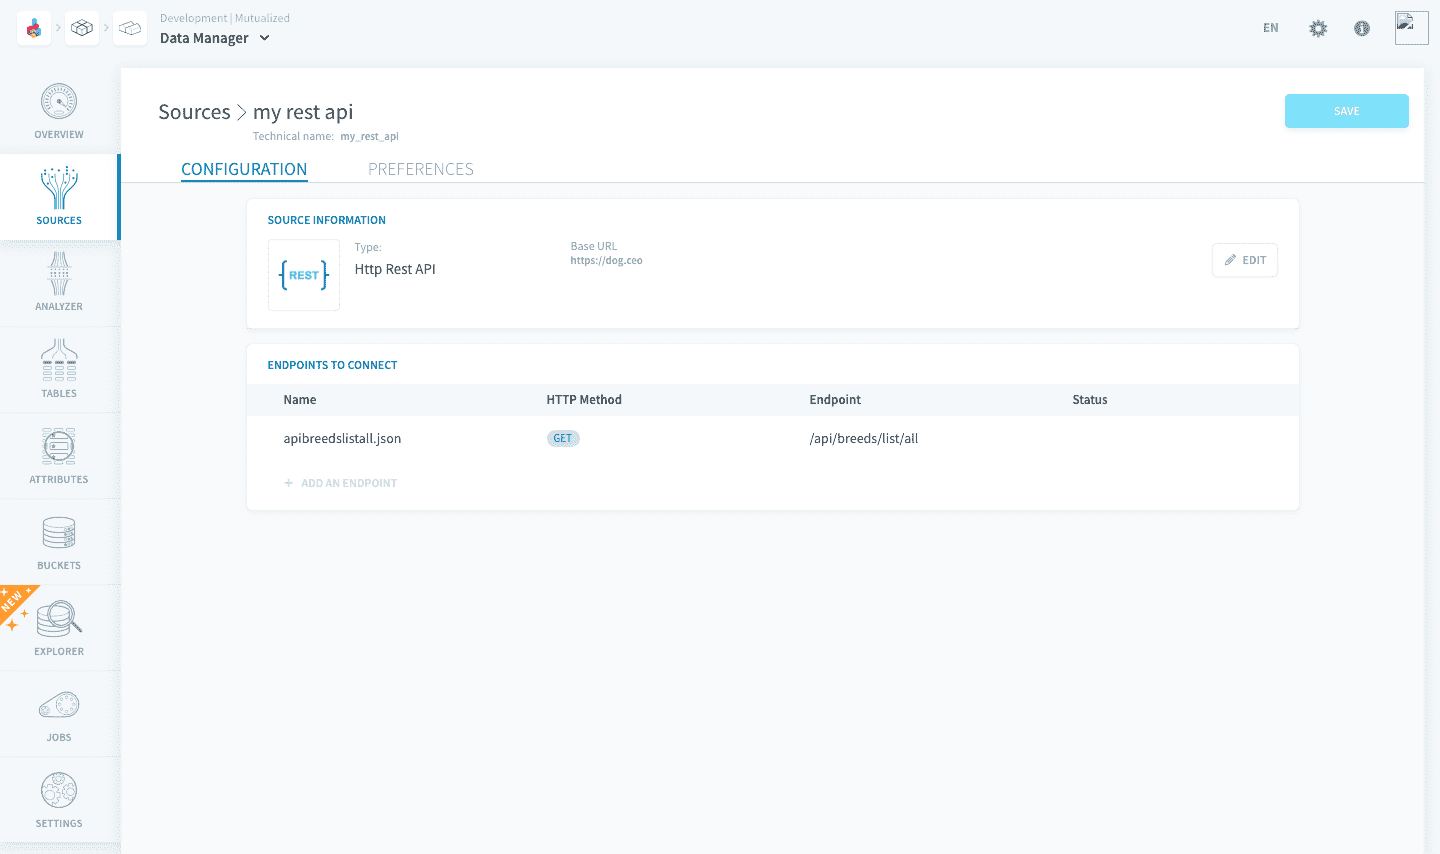 Development | Mutualized
Data Manager
EN
OVERVIEW
SOURCES
ANALYZER
TABLES
ATTRIBUTES
BUCKETS
NEW
EXPLORER
JOBS
SETTINGS
Sources > my rest api
Technical name: my_rest_api
SAVE
CONFIGURATION PREFERENCES
SOURCE INFORMATION
{REST}
Type:
Http Rest API
Base URL
https://dog.ceo
EDIT
ENDPOINTS TO CONNECT
Name HTTP Method Endpoint Status
apibreedslistall.json GET /api/breeds/list/all
+ ADD AN ENDPOINT